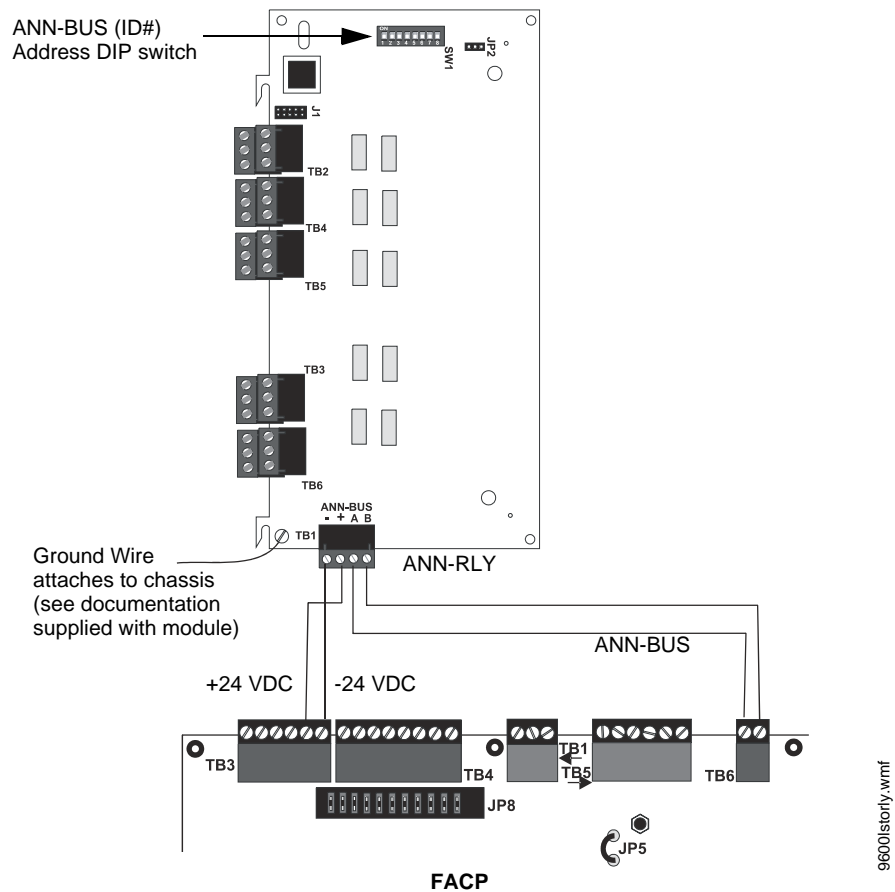 ANN-BUS (ID#)
Address DIP switch
ON
1 2 3 4 5 6 7 8
SW1
JP2
J1
TB2
TB4
TB5
TB3
TB6
ANN-BUS
- + A B
TB1
ANN-RLY
Ground Wire
attaches to chassis
(see documentation
supplied with module)
ANN-BUS
+24 VDC
-24 VDC
TB3
TB4
TB1
TB5
TB6
JP8
JP5
FACP
9600lstorly.wmf